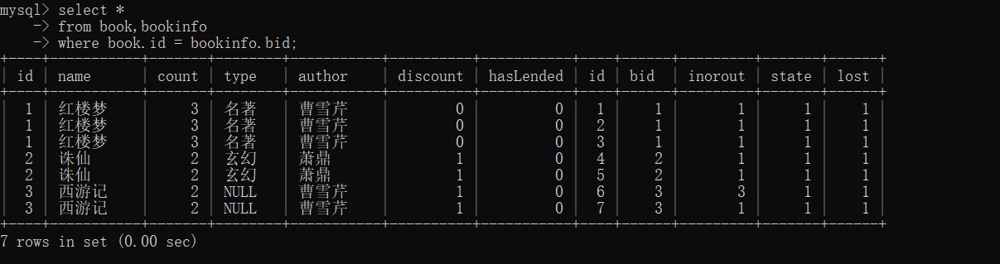 mysql> select *
    -> from book,bookinfo
    -> where book.id = bookinfo.bid;
+----+-----------+-------+--------+----------+----------+-----------+----+------+---------+-------+------+
| id | name      | count | type   | author   | discount | hasLended | id | bid  | inorout | state | lost |
+----+-----------+-------+--------+----------+----------+-----------+----+------+---------+-------+------+
|  1 | 红楼梦    |     3 | 名著   | 曹雪芹   |        0 |         0 |  1 |    1 |       1 |     1 |    1 |
|  1 | 红楼梦    |     3 | 名著   | 曹雪芹   |        0 |         0 |  2 |    1 |       1 |     1 |    1 |
|  1 | 红楼梦    |     3 | 名著   | 曹雪芹   |        0 |         0 |  3 |    1 |       1 |     1 |    1 |
|  2 | 诛仙      |     2 | 玄幻   | 萧鼎     |        1 |         0 |  4 |    2 |       1 |     1 |    1 |
|  2 | 诛仙      |     2 | 玄幻   | 萧鼎     |        1 |         0 |  5 |    2 |       1 |     1 |    1 |
|  3 | 西游记    |     2 | NULL   | 曹雪芹   |        1 |         0 |  6 |    3 |       3 |     1 |    1 |
|  3 | 西游记    |     2 | NULL   | 曹雪芹   |        1 |         0 |  7 |    3 |       1 |     1 |    1 |
+----+-----------+-------+--------+----------+----------+-----------+----+------+---------+-------+------+
7 rows in set (0.00 sec)